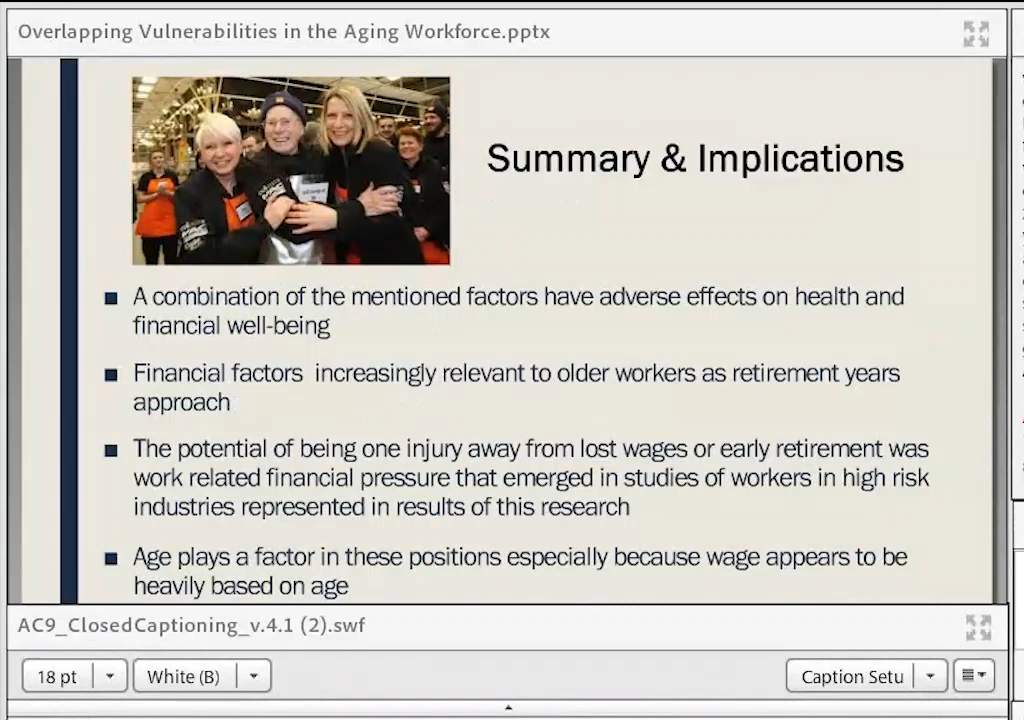 Overlapping Vulnerabilities in the Aging Workforce.pptx
Summary & Implications
■ A combination of the mentioned factors have adverse effects on health and
financial well-being
■ Financial factors  increasingly relevant to older workers as retirement years
approach
■ The potential of being one injury away from lost wages or early retirement was
work related financial pressure that emerged in studies of workers in high risk
industries represented in results of this research
■ Age plays a factor in these positions especially because wage appears to be
heavily based on age
AC9_ClosedCaptioning_v.4.1 (2).swf
18 pt
White (B)
Caption Setu